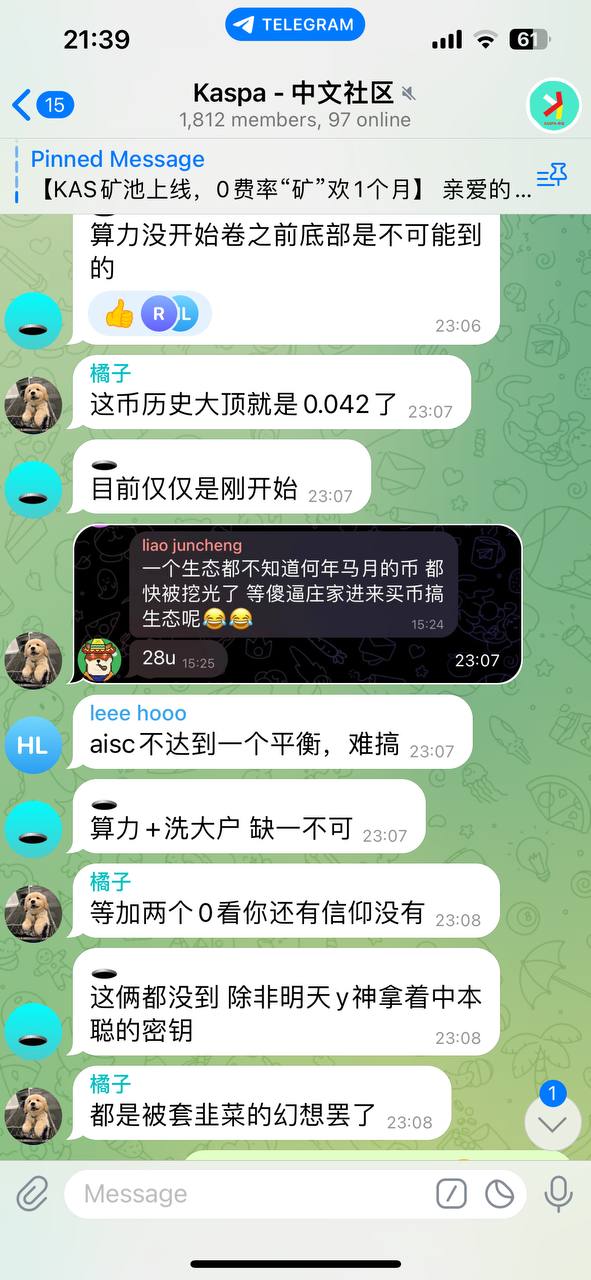 21:39
TELEGRAM
61
15
Kaspa - 中文社区
1,812 members, 97 online
Pinned Message
【KAS矿池上线，0费率“矿”欢1个月】 亲爱的...
算力没开始卷之前底部是不可能到
的
👍 R L
23:06
橘子
这币历史大顶就是0.042了 23:07
目前仅仅是刚开始 23:07
liao juncheng
一个生态都不知道何年马月的币 都
快被挖光了 等傻逼庄家进来买币搞
生态呢😂😂 15:24
28u 15:25
23:07
HL
leee hooo
aisc不达到一个平衡，难搞 23:07
算力+洗大户 缺一不可 23:07
橘子
等加两个0看你还有信仰没有 23:08
这俩都没到 除非明天y神拿着中本
聪的密钥 23:08
橘子
都是被套韭菜的幻想罢了 23:08
1
Message